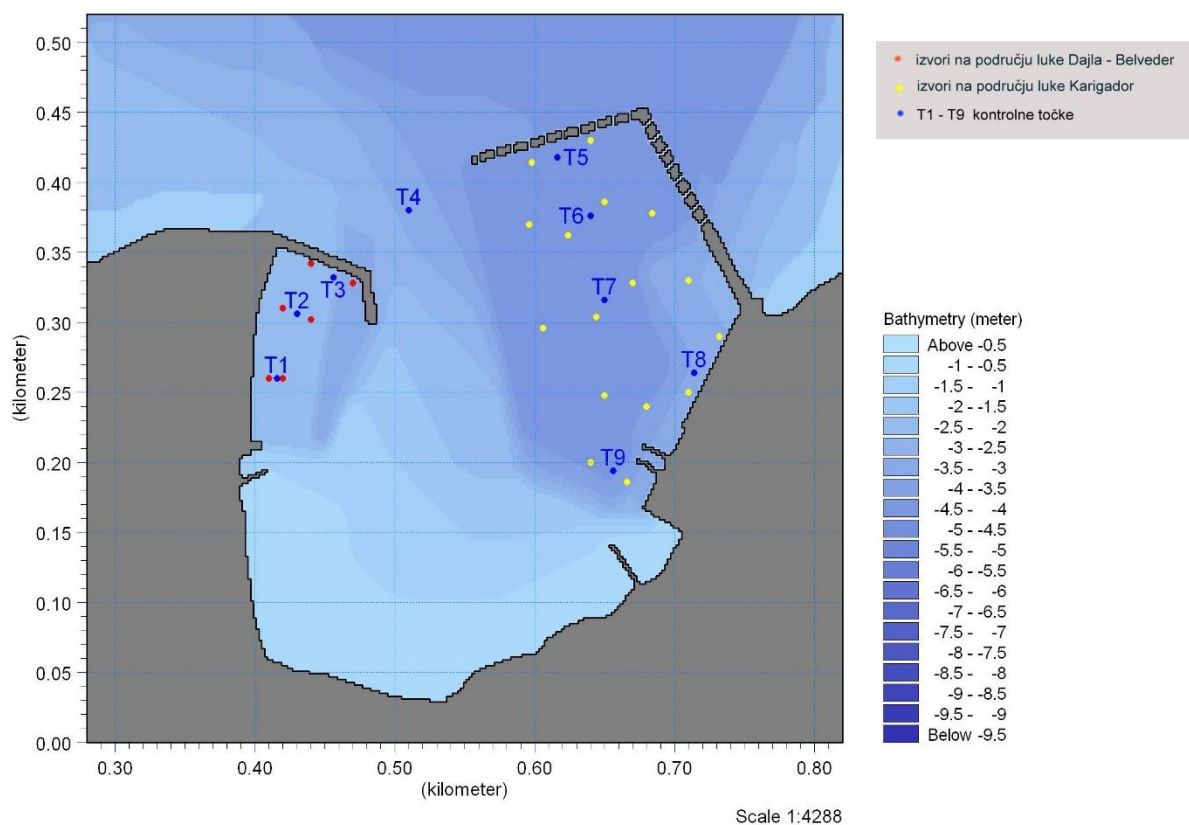 0.50
0.45
0.40
0.35
0.30
0.25
0.20
0.15
0.10
0.05
0.00
(kilometer)
0.30
0.40
0.50
0.60
0.70
0.80
(kilometer)
Scale 1:4288
T1
T2
T3
T4
T5
T6
T7
T8
T9
izvori na području luke Dajla - Belveder
izvori na području luke Karigador
T1 - T9 kontrolne točke
Bathymetry (meter)
Above -0.5
-1 - -0.5
-1.5 - -1
-2 - -1.5
-2.5 - -2
-3 - -2.5
-3.5 - -3
-4 - -3.5
-4.5 - -4
-5 - -4.5
-5.5 - -5
-6 - -5.5
-6.5 - -6
-7 - -6.5
-7.5 - -7
-8 - -7.5
-8.5 - -8
-9 - -8.5
-9.5 - -9
Below -9.5